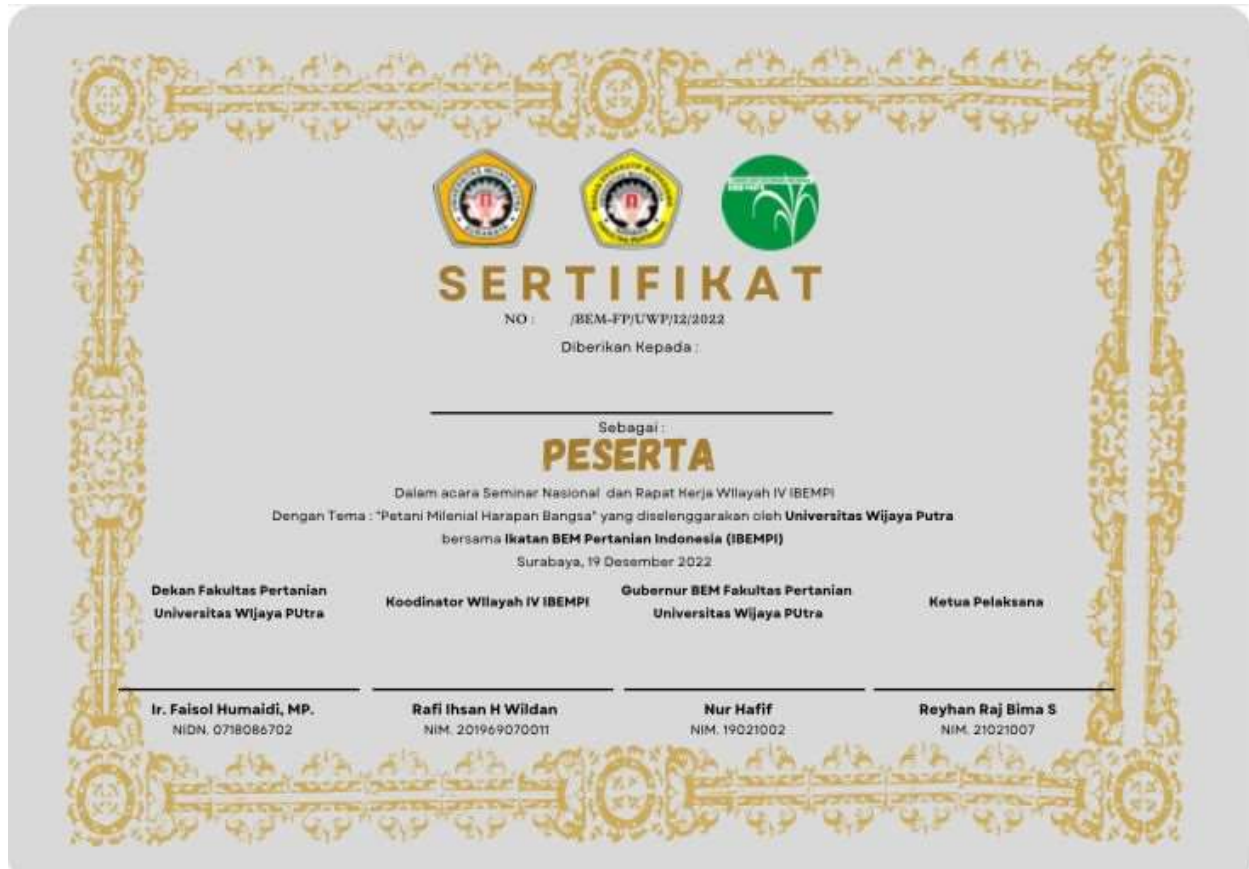 SERTIFIKAT
NO : /BEM-FP/UWP/12/2022
Diberikan Kepada :
Sebagai :
PESERTA
Dalam acara Seminar Nasional dan Rapat Kerja WIlayah IV IBEMPI
Dengan Tema : "Petani Milenial Harapan Bangsa" yang diselenggarakan oleh Universitas Wijaya Putra
bersama Ikatan BEM Pertanian Indonesia (IBEMPI)
Surabaya, 19 Desember 2022
Dekan Fakultas Pertanian
Universitas WIjaya PUtra
Koodinator WIlayah IV IBEMPI
Gubernur BEM Fakultas Pertanian
Universitas Wijaya PUtra
Ketua Pelaksana
Ir. Faisol Humaidi, MP.
NIDN. 0718086702
Rafi Ihsan H Wildan
NIM. 201969070011
Nur Hafif
NIM. 19021002
Reyhan Raj Bima S
NIM. 21021007